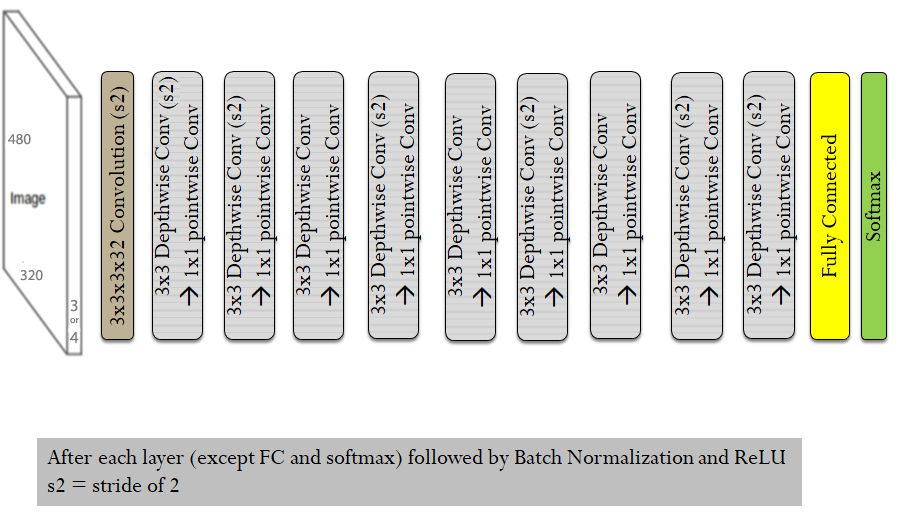 480
Image
320
3
or
4
3x3x3x32 Convolution (s2)
3x3 Depthwise Conv (s2)
→ 1x1 pointwise Conv
3x3 Depthwise Conv (s2)
→ 1x1 pointwise Conv
3x3 Depthwise Conv
→ 1x1 pointwise Conv
3x3 Depthwise Conv (s2)
→ 1x1 pointwise Conv
3x3 Depthwise Conv
→ 1x1 pointwise Conv
3x3 Depthwise Conv (s2)
→ 1x1 pointwise Conv
3x3 Depthwise Conv
→ 1x1 pointwise Conv
3x3 Depthwise Conv (s2)
→ 1x1 pointwise Conv
3x3 Depthwise Conv (s2)
→ 1x1 pointwise Conv
Fully Connected
Softmax
After each layer (except FC and softmax) followed by Batch Normalization and ReLU
s2 = stride of 2